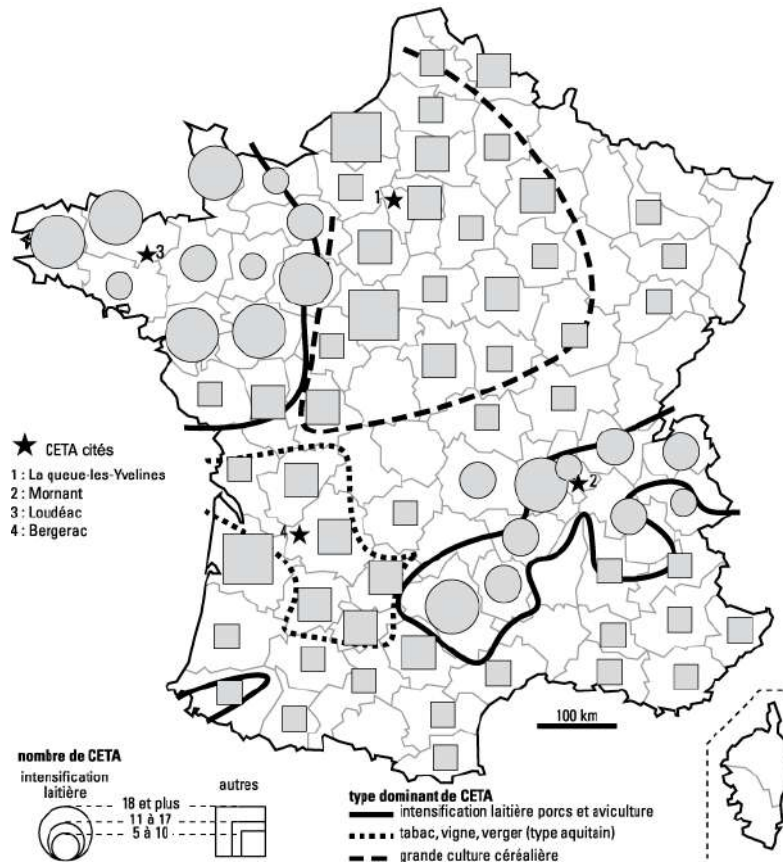 1
3
2
4
CETA cités
1 : La queue-les-Yvelines
2 : Mornant
3 : Loudéac
4 : Bergerac
100 km
nombre de CETA
intensification
laitière
autres
18 et plus
11 à 17
5 à 10
type dominant de CETA
intensification laitière porcs et aviculture
tabac, vigne, verger (type aquitain)
grande culture céréalière